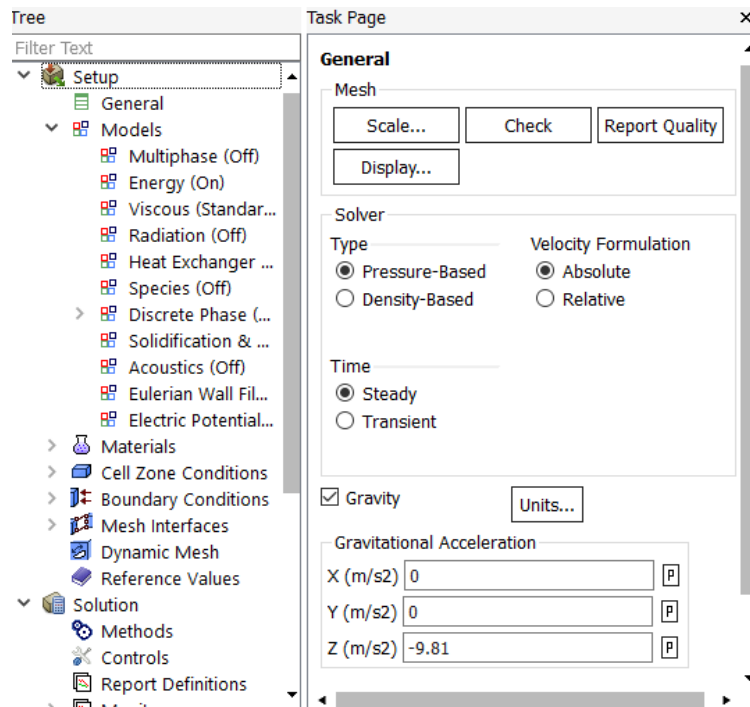 Tree
Filter Text
Setup
General
Models
Multiphase (Off)
Energy (On)
Viscous (Standar...
Radiation (Off)
Heat Exchanger ...
Species (Off)
Discrete Phase (...
Solidification & ...
Acoustics (Off)
Eulerian Wall Fil...
Electric Potential...
Materials
Cell Zone Conditions
Boundary Conditions
Mesh Interfaces
Dynamic Mesh
Reference Values
Solution
Methods
Controls
Report Definitions
Task Page
General
Mesh
Scale... Check Report Quality
Display...
Solver
Type Velocity Formulation
Pressure-Based Absolute
Density-Based Relative
Time
Steady
Transient
Gravity Units...
Gravitational Acceleration
X (m/s2) 0 P
Y (m/s2) 0 P
Z (m/s2) -9.81 P